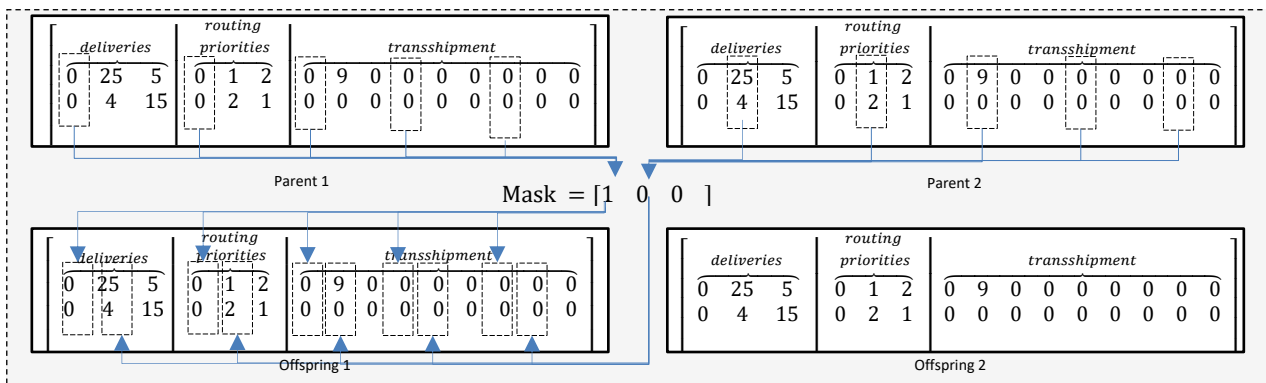 routing
deliveries priorities transshipment
0 25 5 0 1 2 0 9 0 0 0 0 0 0 0
0 4 15 0 2 1 0 0 0 0 0 0 0 0 0
Parent 1
routing
deliveries priorities transshipment
0 25 5 0 1 2 0 9 0 0 0 0 0 0 0
0 4 15 0 2 1 0 0 0 0 0 0 0 0 0
Parent 2
Mask = [1 0 0 ]
routing
deliveries priorities transshipment
0 25 5 0 1 2 0 9 0 0 0 0 0 0 0
0 4 15 0 2 1 0 0 0 0 0 0 0 0 0
Offspring 1
routing
deliveries priorities transshipment
0 25 5 0 1 2 0 9 0 0 0 0 0 0 0
0 4 15 0 2 1 0 0 0 0 0 0 0 0 0
Offspring 2